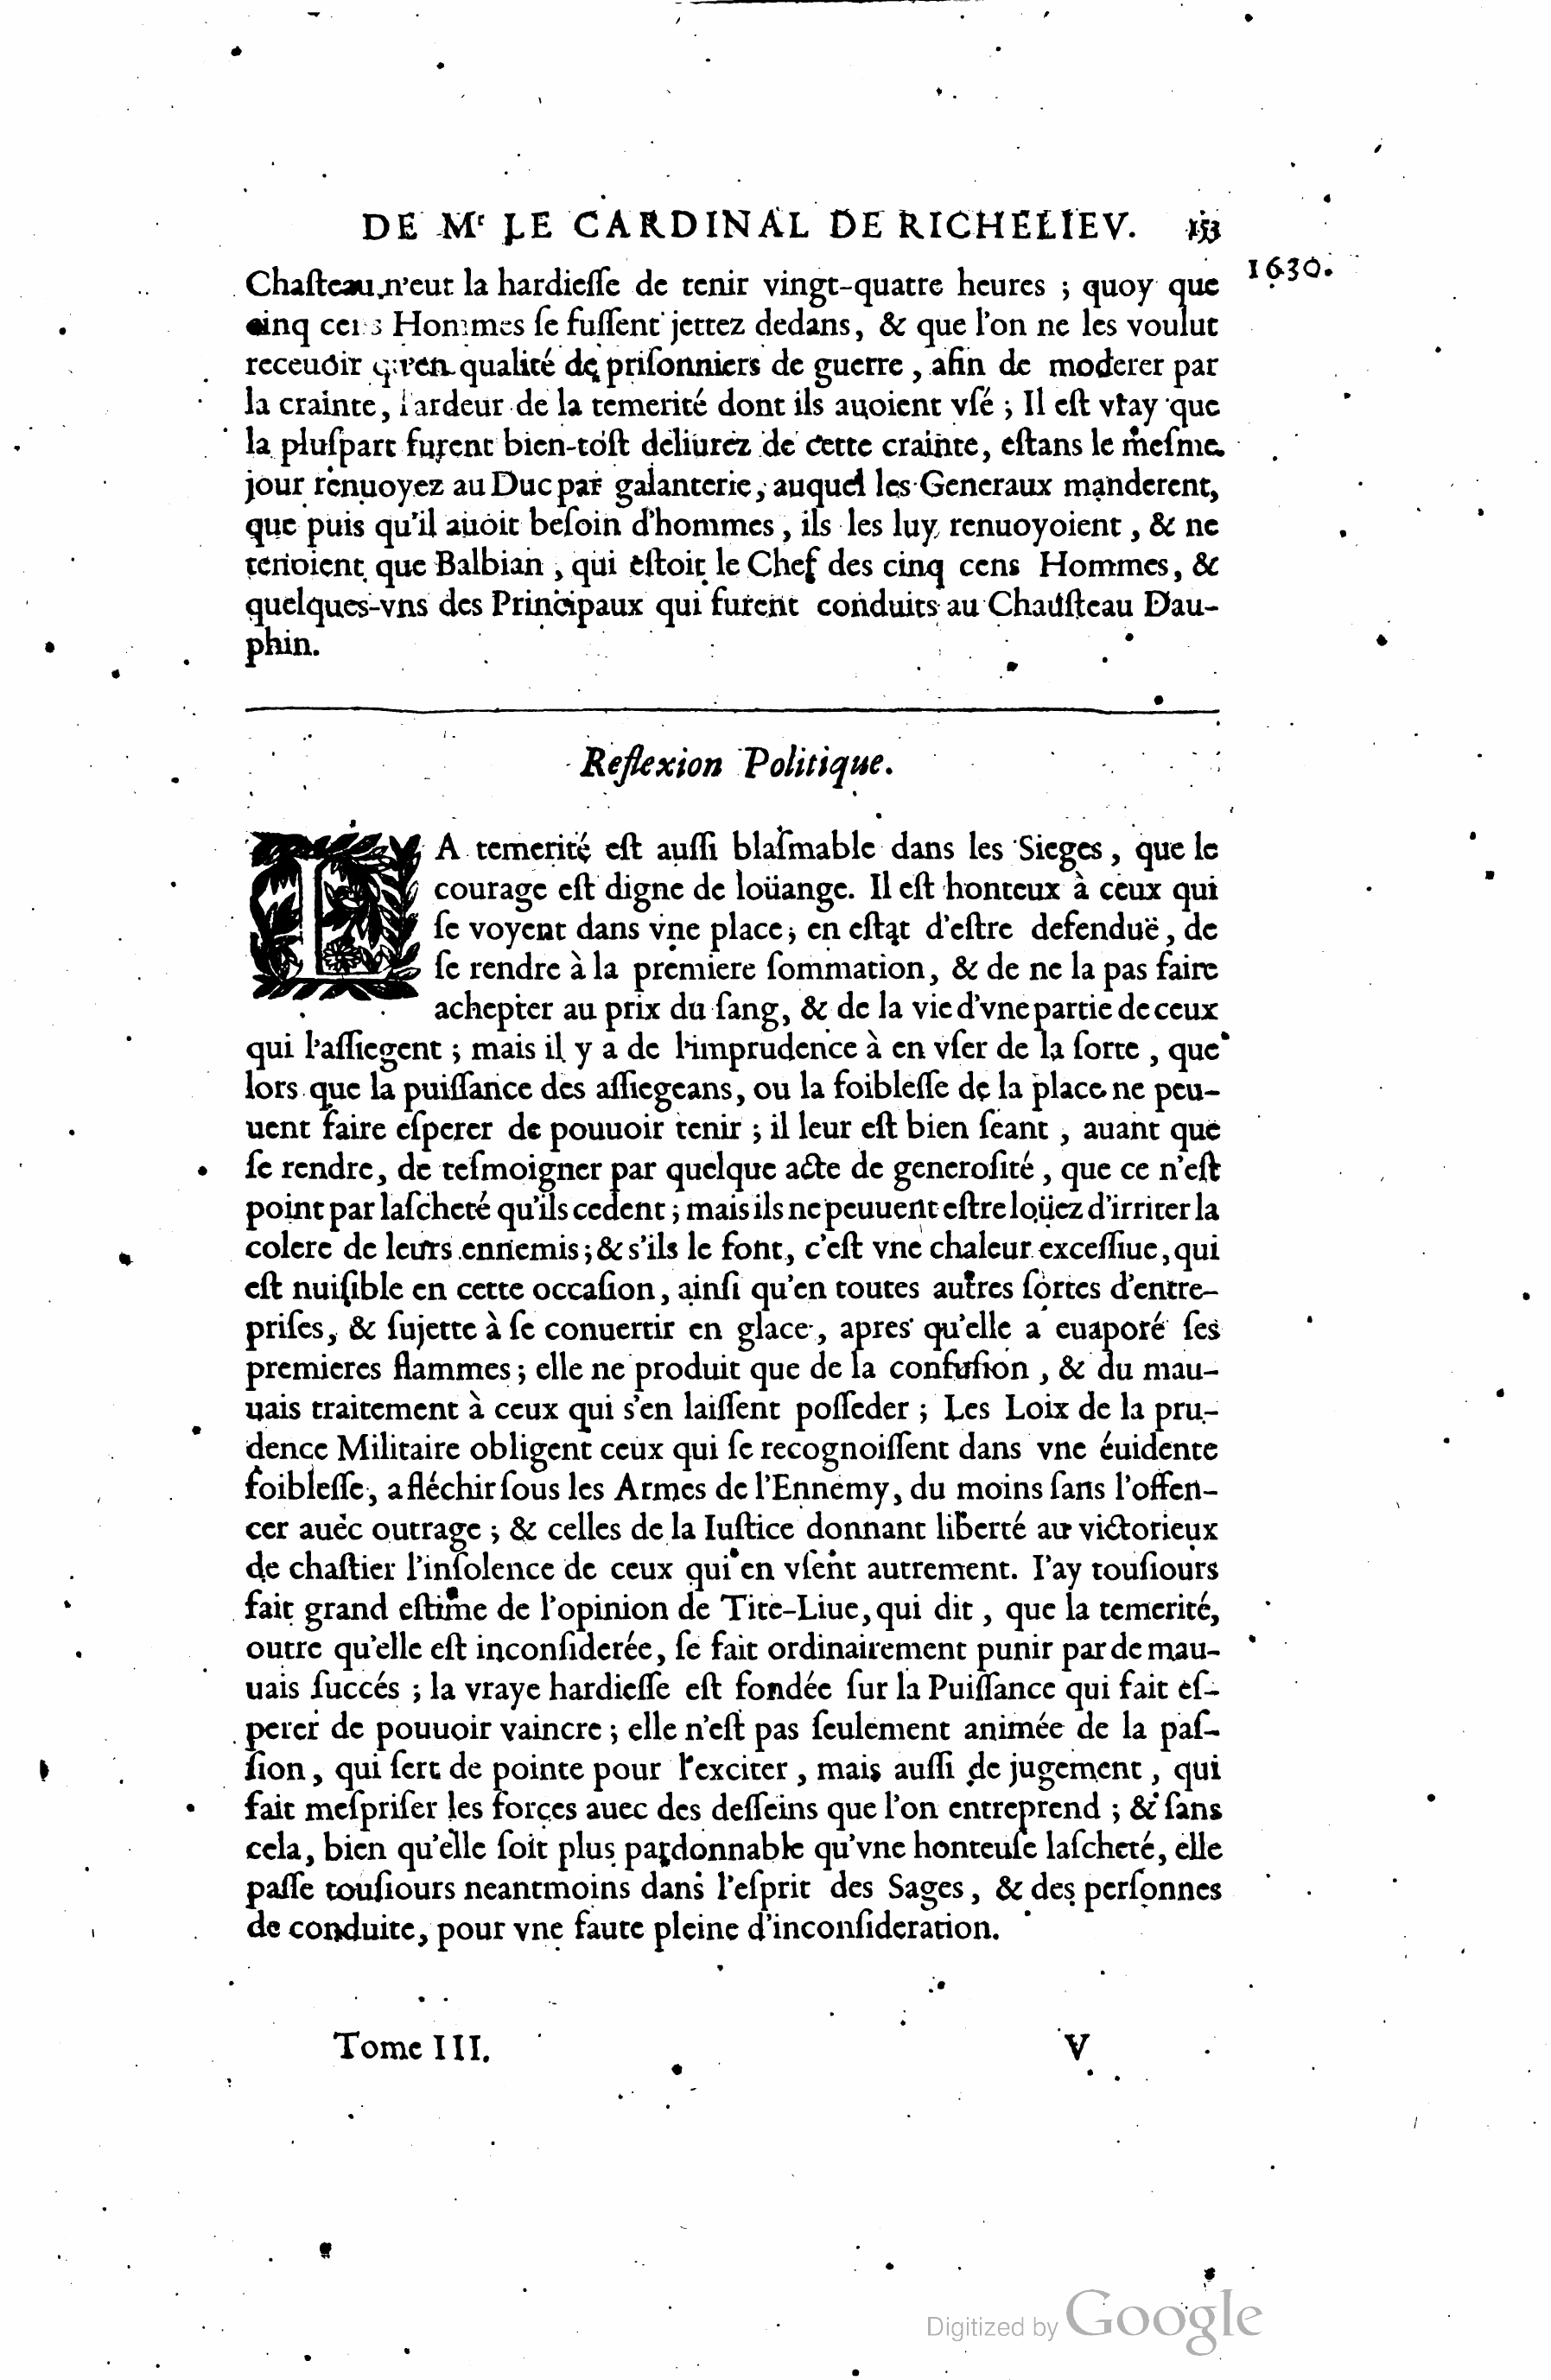 DE Mʳ LE CARDINAL DE RICHELIEV. 153
1630.
Chaſteau n'eut la hardieſſe de tenir vingt-quatre heures ; quoy que
cinq cens Hommes ſe fuſſent jettez dedans, & que l'on ne les voulut
receuoir qu'en qualité de priſonniers de guerre, afin de moderer par
la crainte, l'ardeur de la temerité dont ils auoient vſé ; Il eſt vray que
la pluſpart furent bien-toſt deliurez de cette crainte, eſtans le meſme
jour renuoyez au Duc par galanterie, auquel les Generaux manderent,
que puis qu'il auoit beſoin d'hommes, ils les luy renuoyoient, & ne
tenoient que Balbian, qui eſtoit le Chef des cinq cens Hommes, &
quelques-vns des Principaux qui furent conduits au Chauſteau Dau-
phin.
Reflexion Politique.
LA temerité eſt auſſi blaſmable dans les Sieges, que le
courage eſt digne de loüange. Il eſt honteux à ceux qui
ſe voyent dans vne place, en eſtat d'eſtre defenduë, de
ſe rendre à la premiere ſommation, & de ne la pas faire
achepter au prix du ſang, & de la vie d'vne partie de ceux
qui l'aſſiegent ; mais il y a de l'imprudence à en vſer de la ſorte, que
lors que la puiſſance des aſſiegeans, ou la foibleſſe de la place ne peu-
uent faire eſperer de pouuoir tenir ; il leur eſt bien ſeant, auant que
ſe rendre, de teſmoigner par quelque acte de generoſité, que ce n'eſt
point par laſcheté qu'ils cedent ; mais ils ne peuuent eſtre loüez d'irriter la
colere de leurs ennemis ; & s'ils le font, c'eſt vne chaleur exceſſiue, qui
eſt nuiſible en cette occaſion, ainſi qu'en toutes autres ſortes d'entre-
priſes, & ſujette à ſe conuertir en glace, apres qu'elle a euaporé ſes
premieres flammes ; elle ne produit que de la confuſion, & du mau-
uais traitement à ceux qui s'en laiſſent poſſeder ; Les Loix de la pru-
dence Militaire obligent ceux qui ſe recognoiſſent dans vne éuidente
foibleſſe, a fléchir ſous les Armes de l'Ennemy, du moins ſans l'offen-
cer auec outrage ; & celles de la Iuſtice donnant liberté au victorieux
de chaſtier l'inſolence de ceux qui en vſent autrement. I'ay touſiours
fait grand eſtime de l'opinion de Tite-Liue, qui dit, que la temerité,
outre qu'elle eſt inconſiderée, ſe fait ordinairement punir par de mau-
uais ſuccés ; la vraye hardieſſe eſt fondée ſur la Puiſſance qui fait eſ-
perer de pouuoir vaincre ; elle n'eſt pas ſeulement animée de la paſ-
ſion, qui ſert de pointe pour l'exciter, mais auſſi de jugement, qui
fait meſpriſer les forces auec des deſſeins que l'on entreprend ; & ſans
cela, bien qu'elle ſoit plus pardonnable qu'vne honteuſe laſcheté, elle
paſſe touſiours neantmoins dans l'eſprit des Sages, & des perſonnes
de conduite, pour vne faute pleine d'inconſideration.
Tome III. V
Digitized by Google